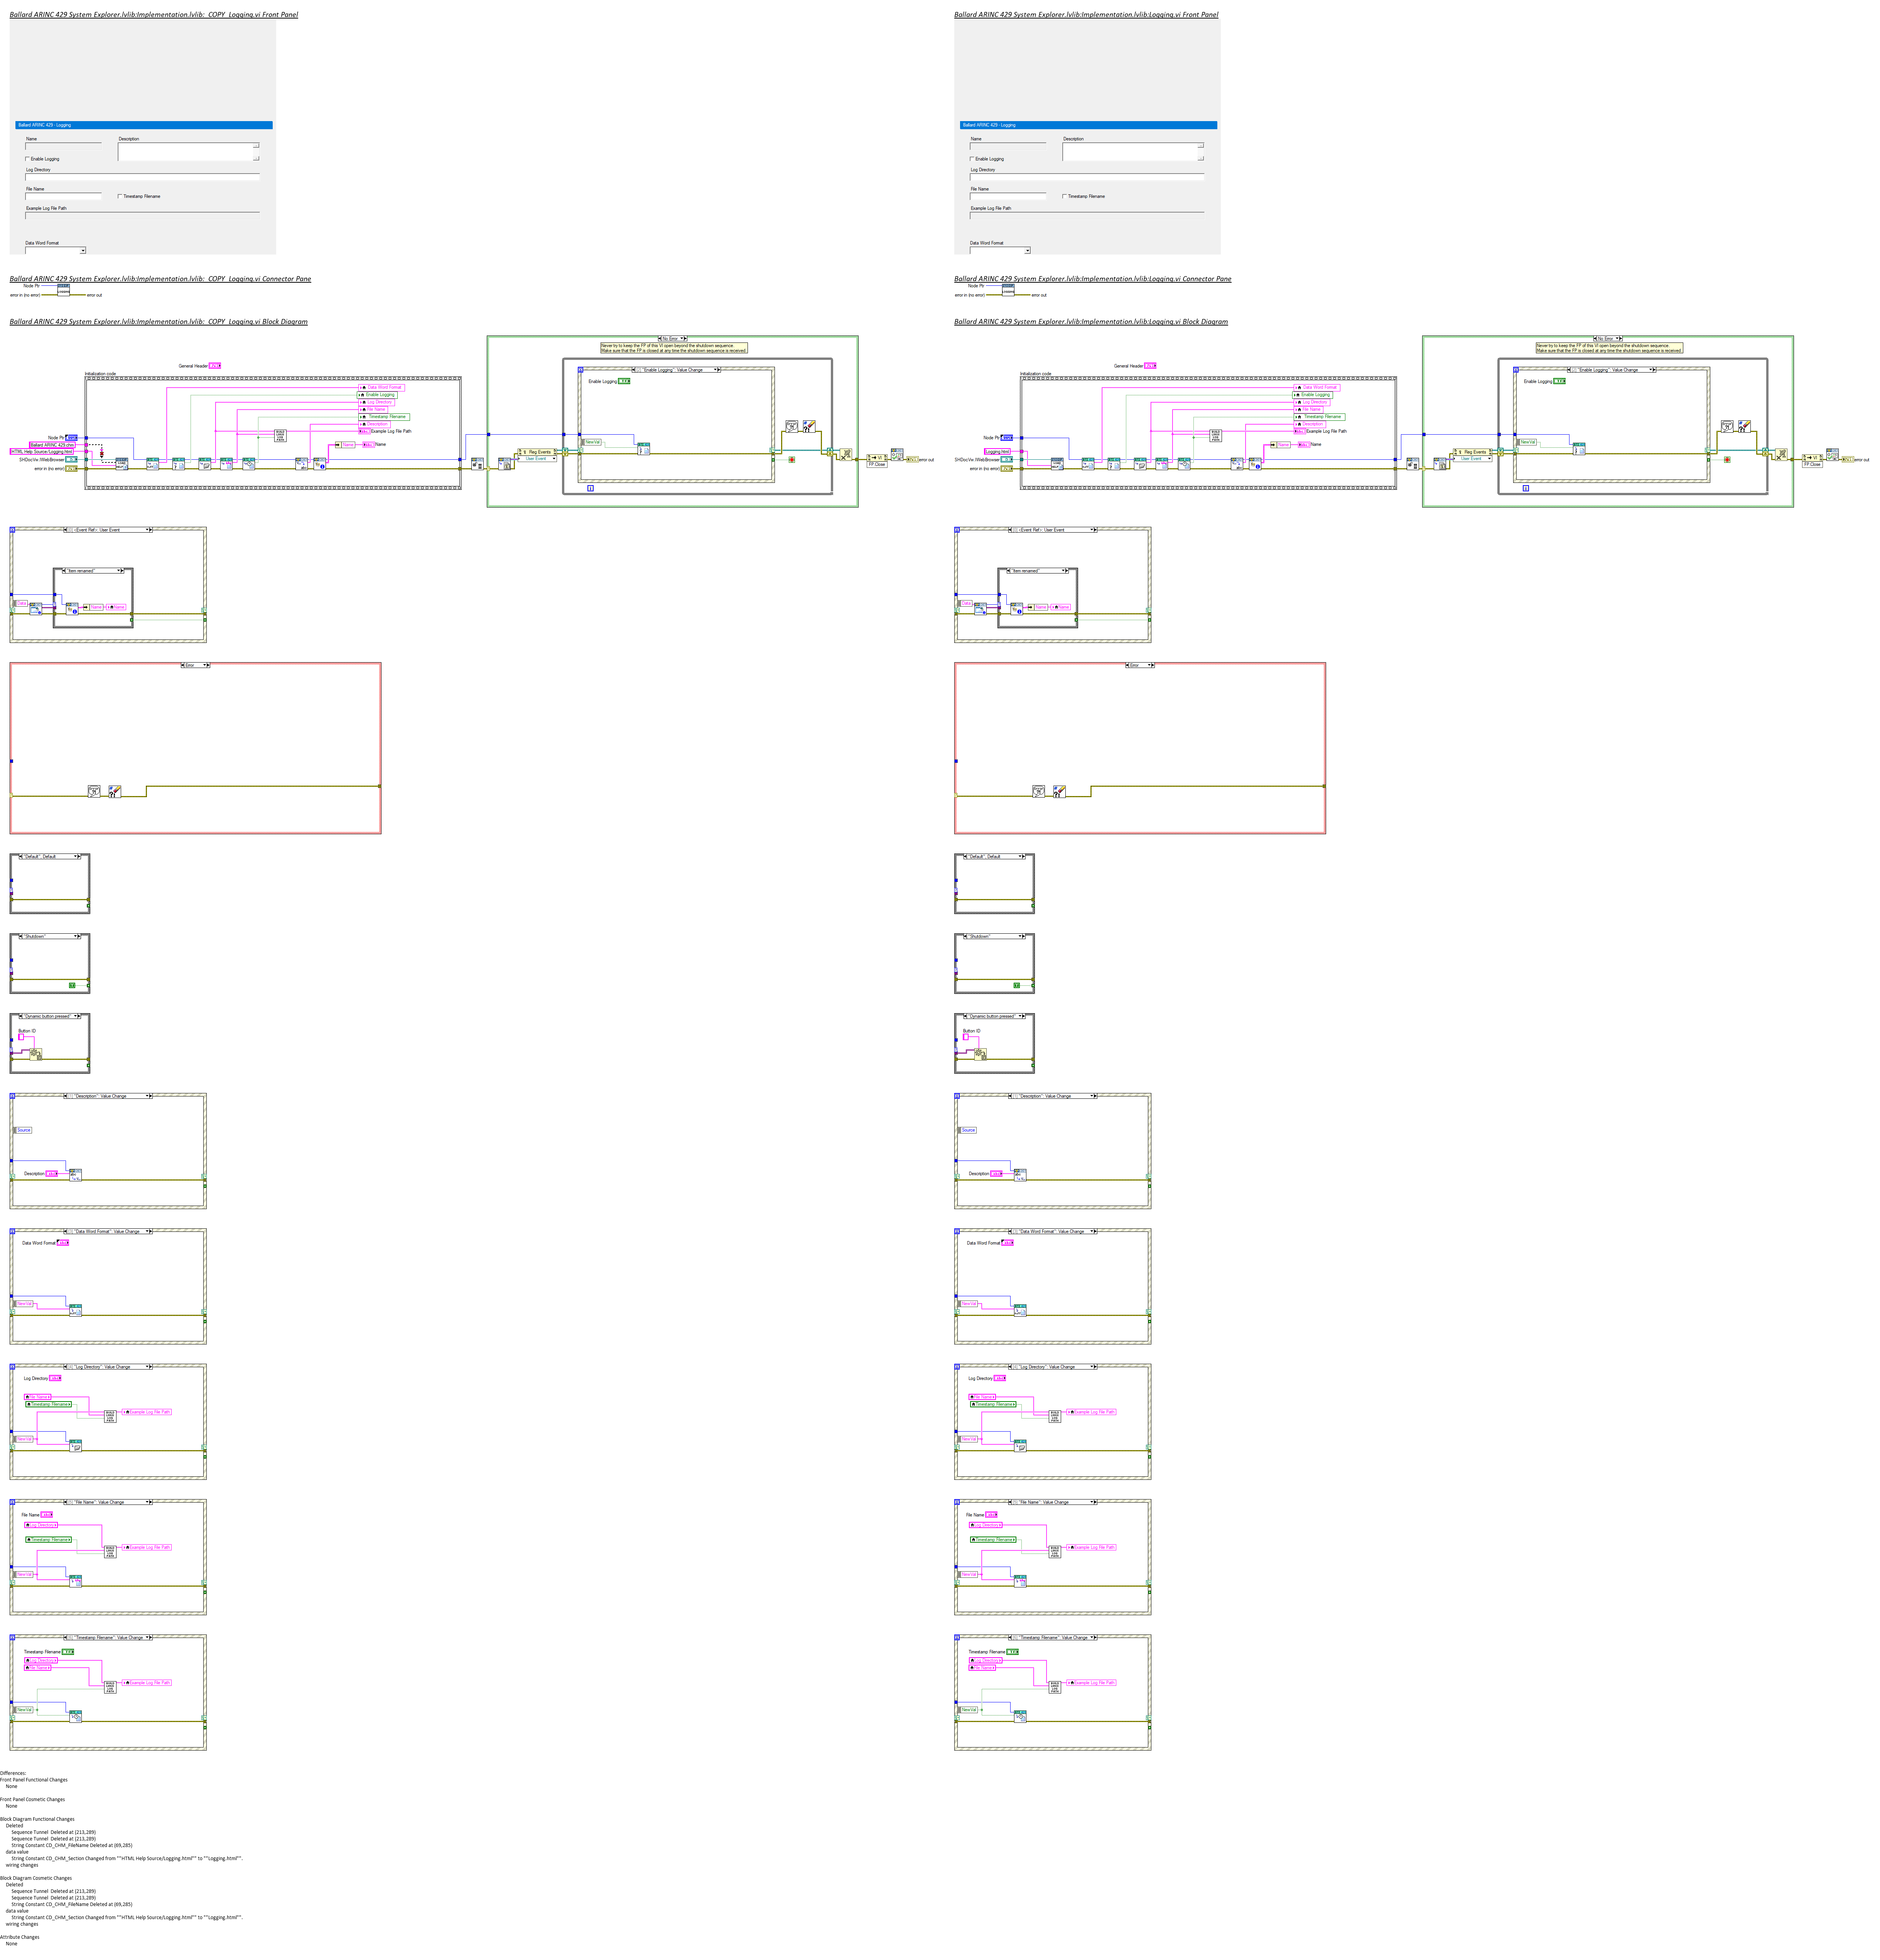 Ballard ARINC 429 System Explorer.lvlib:Implementation.lvlib:_COPY_Logging.vi Front Panel
Ballard ARINC 429 - Logging
Name
Description
Enable Logging
Log Directory
File Name
Timestamp Filename
Example Log File Path
Data Word Format
Ballard ARINC 429 System Explorer.lvlib:Implementation.lvlib:Logging.vi Front Panel
Ballard ARINC 429 - Logging
Name
Description
Enable Logging
Log Directory
File Name
Timestamp Filename
Example Log File Path
Data Word Format
Ballard ARINC 429 System Explorer.lvlib:Implementation.lvlib:_COPY_Logging.vi Connector Pane
Node Ptr
error in (no error)
error out
Ballard ARINC 429 System Explorer.lvlib:Implementation.lvlib:Logging.vi Connector Pane
Node Ptr
error in (no error)
error out
Ballard ARINC 429 System Explorer.lvlib:Implementation.lvlib:_COPY_Logging.vi Block Diagram
No Error
Never try to keep the FP of this VI open beyond the shutdown sequence.
Make sure that the FP is closed at any time the shutdown sequence is received.
"Enable Logging": Value Change
Enable Logging
General Header
Initialization code
Data Word Format
Enable Logging
Log Directory
File Name
Timestamp Filename
Description
Example Log File Path
Name
Name
Node Ptr
Ballard ARINC 429.chm
HTML Help Source/Logging.html
SHDocVw.IWebBrowser
error in (no error)
NewVal
Reg Events
User Event
VI
FP.Close
error out
Ballard ARINC 429 System Explorer.lvlib:Implementation.lvlib:Logging.vi Block Diagram
No Error
Never try to keep the FP of this VI open beyond the shutdown sequence.
Make sure that the FP is closed at any time the shutdown sequence is received.
"Enable Logging": Value Change
Enable Logging
General Header
Initialization code
Data Word Format
Enable Logging
Log Directory
File Name
Timestamp Filename
Description
Example Log File Path
Name
Name
Node Ptr
Logging.html
SHDocVw.IWebBrowser
error in (no error)
NewVal
Reg Events
User Event
VI
FP.Close
error out
<Event Ref>: User Event
"Item renamed"
Data
Name
Name
<Event Ref>: User Event
"Item renamed"
Data
Name
Name
Error
Error
"Default", Default
"Default", Default
"Shutdown"
"Shutdown"
"Dynamic button pressed"
Button ID
"Dynamic button pressed"
Button ID
"Description": Value Change
Source
Description
"Description": Value Change
Source
Description
"Data Word Format": Value Change
Data Word Format
NewVal
"Data Word Format": Value Change
Data Word Format
NewVal
"Log Directory": Value Change
Log Directory
File Name
Timestamp Filename
Example Log File Path
NewVal
"Log Directory": Value Change
Log Directory
File Name
Timestamp Filename
Example Log File Path
NewVal
"File Name": Value Change
File Name
Log Directory
Timestamp Filename
Example Log File Path
NewVal
"File Name": Value Change
File Name
Log Directory
Timestamp Filename
Example Log File Path
NewVal
"Timestamp Filename": Value Change
Timestamp Filename
Log Directory
File Name
Example Log File Path
NewVal
"Timestamp Filename": Value Change
Timestamp Filename
Log Directory
File Name
Example Log File Path
NewVal
Differences:
Front Panel Functional Changes
None
Front Panel Cosmetic Changes
None
Block Diagram Functional Changes
Deleted
Sequence Tunnel  Deleted at (213,289)
Sequence Tunnel  Deleted at (213,289)
String Constant CD_CHM_FileName Deleted at (69,285)
data value
String Constant CD_CHM_Section Changed from ""HTML Help Source/Logging.html"" to ""Logging.html"".
wiring changes
Block Diagram Cosmetic Changes
Deleted
Sequence Tunnel  Deleted at (213,289)
Sequence Tunnel  Deleted at (213,289)
String Constant CD_CHM_FileName Deleted at (69,285)
data value
String Constant CD_CHM_Section Changed from ""HTML Help Source/Logging.html"" to ""Logging.html"".
wiring changes
Attribute Changes
None